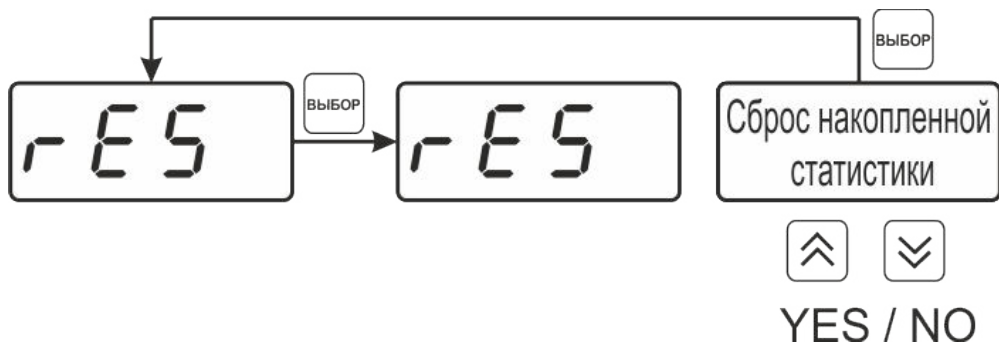 ВЫБОР
rES
ВЫБОР
rES
Сброс накопленной
статистики
YES / NO